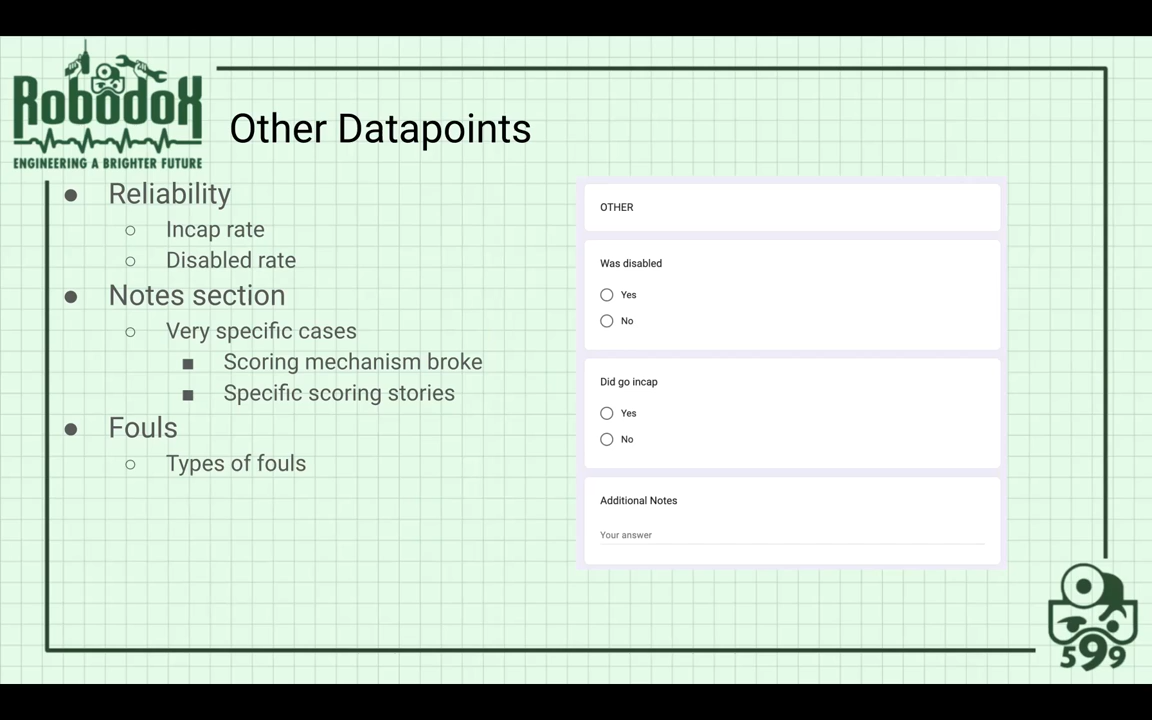 RobodoX
ENGINEERING A BRIGHTER FUTURE
Other Datapoints
● Reliability
○ Incap rate
○ Disabled rate
● Notes section
○ Very specific cases
■ Scoring mechanism broke
■ Specific scoring stories
● Fouls
○ Types of fouls
OTHER
Was disabled
Yes
No
Did go incap
Yes
No
Additional Notes
Your answer
599